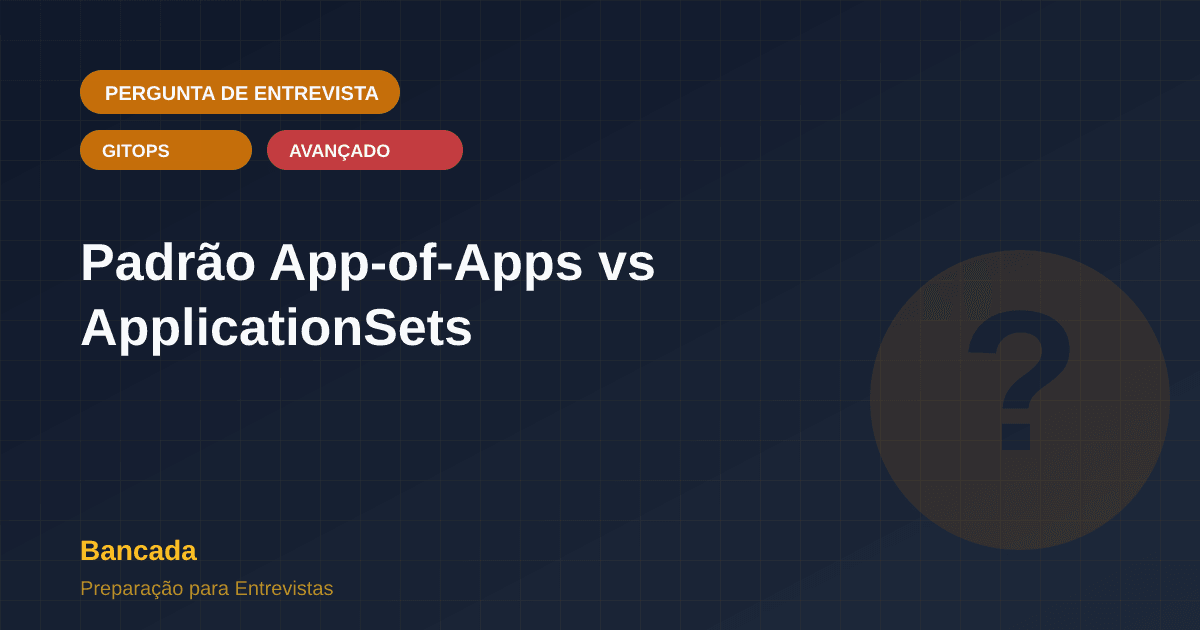 PERGUNTA DE ENTREVISTA
GITOPS AVANÇADO
Padrão App-of-Apps vs
ApplicationSets
?
Bancada
Preparação para Entrevistas